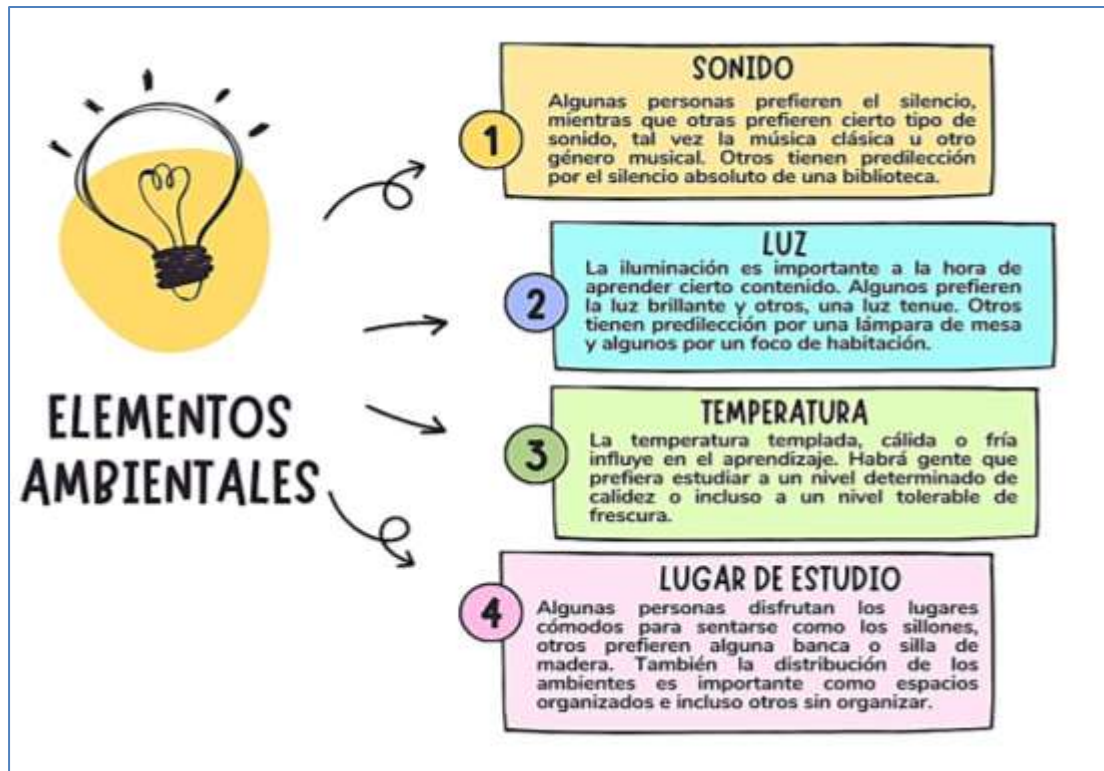 ELEMENTOS
AMBIENTALES
1
SONIDO
Algunas personas prefieren el silencio,
mientras que otras prefieren cierto tipo de
sonido, tal vez la música clásica u otro
género musical. Otros tienen predilección
por el silencio absoluto de una biblioteca.
2
LUZ
La iluminación es importante a la hora de
aprender cierto contenido. Algunos prefieren
la luz brillante y otros, una luz tenue. Otros
tienen predilección por una lámpara de mesa
y algunos por un foco de habitación.
3
TEMPERATURA
La temperatura templada, cálida o fría
influye en el aprendizaje. Habrá gente que
prefiera estudiar a un nivel determinado de
calidez o incluso a un nivel tolerable de
frescura.
4
LUGAR DE ESTUDIO
Algunas personas disfrutan los lugares
cómodos para sentarse como los sillones,
otros prefieren alguna banca o silla de
madera. También la distribución de los
ambientes es importante como espacios
organizados e incluso otros sin organizar.